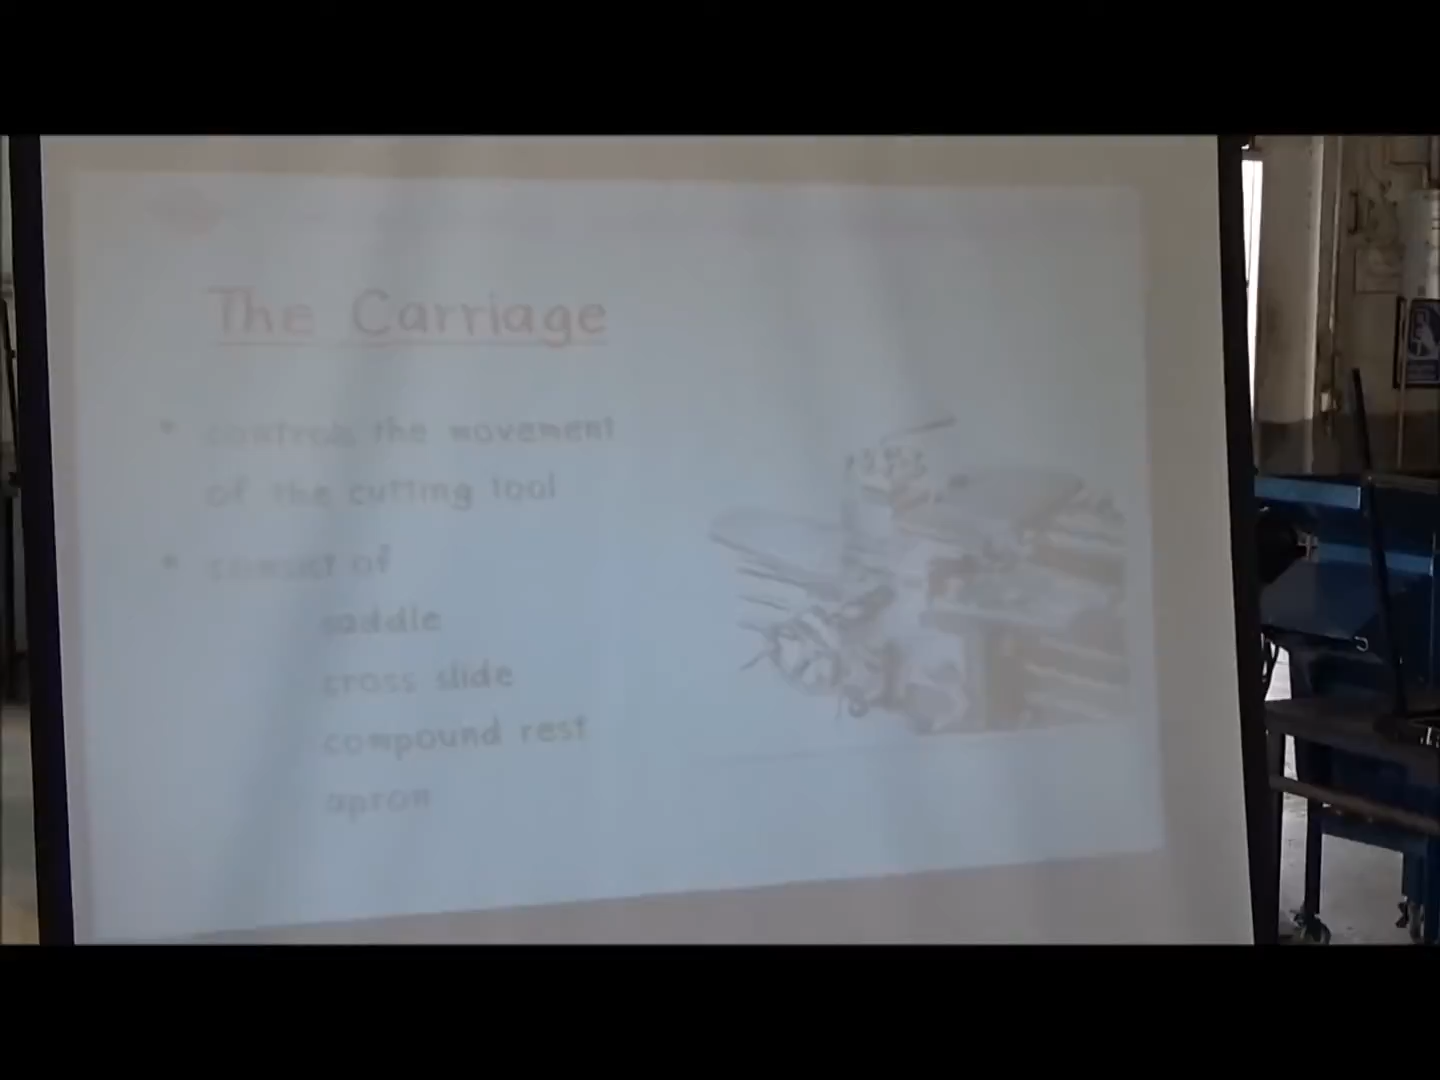 The Carriage
• controls the movement
of the cutting tool
• consist of
saddle
cross slide
compound rest
apron